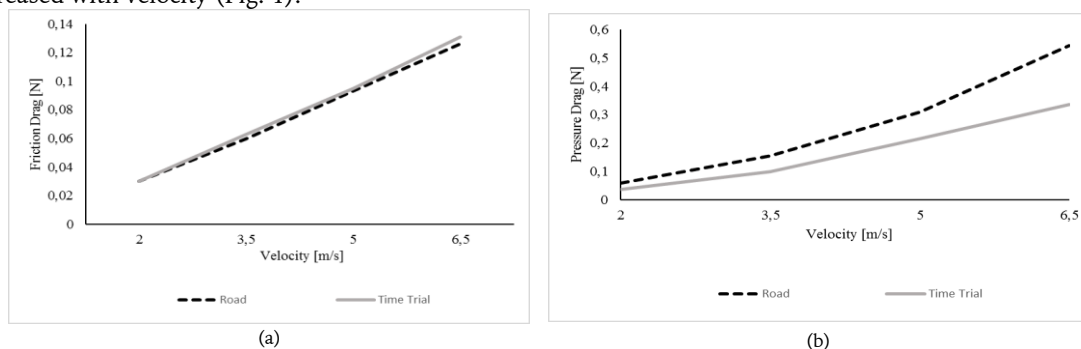 reased with velocity (Fig. 1).
0,14
0,12
0,1
0,08
0,06
0,04
0,02
0
Friction Drag [N]
2 3,5 5 6,5
Velocity [m/s]
Road Time Trial
(a)
0,6
0,5
0,4
0,3
0,2
0,1
0
Pressure Drag [N]
2 3,5 5 6,5
Velocity [m/s]
Road Time Trial
(b)